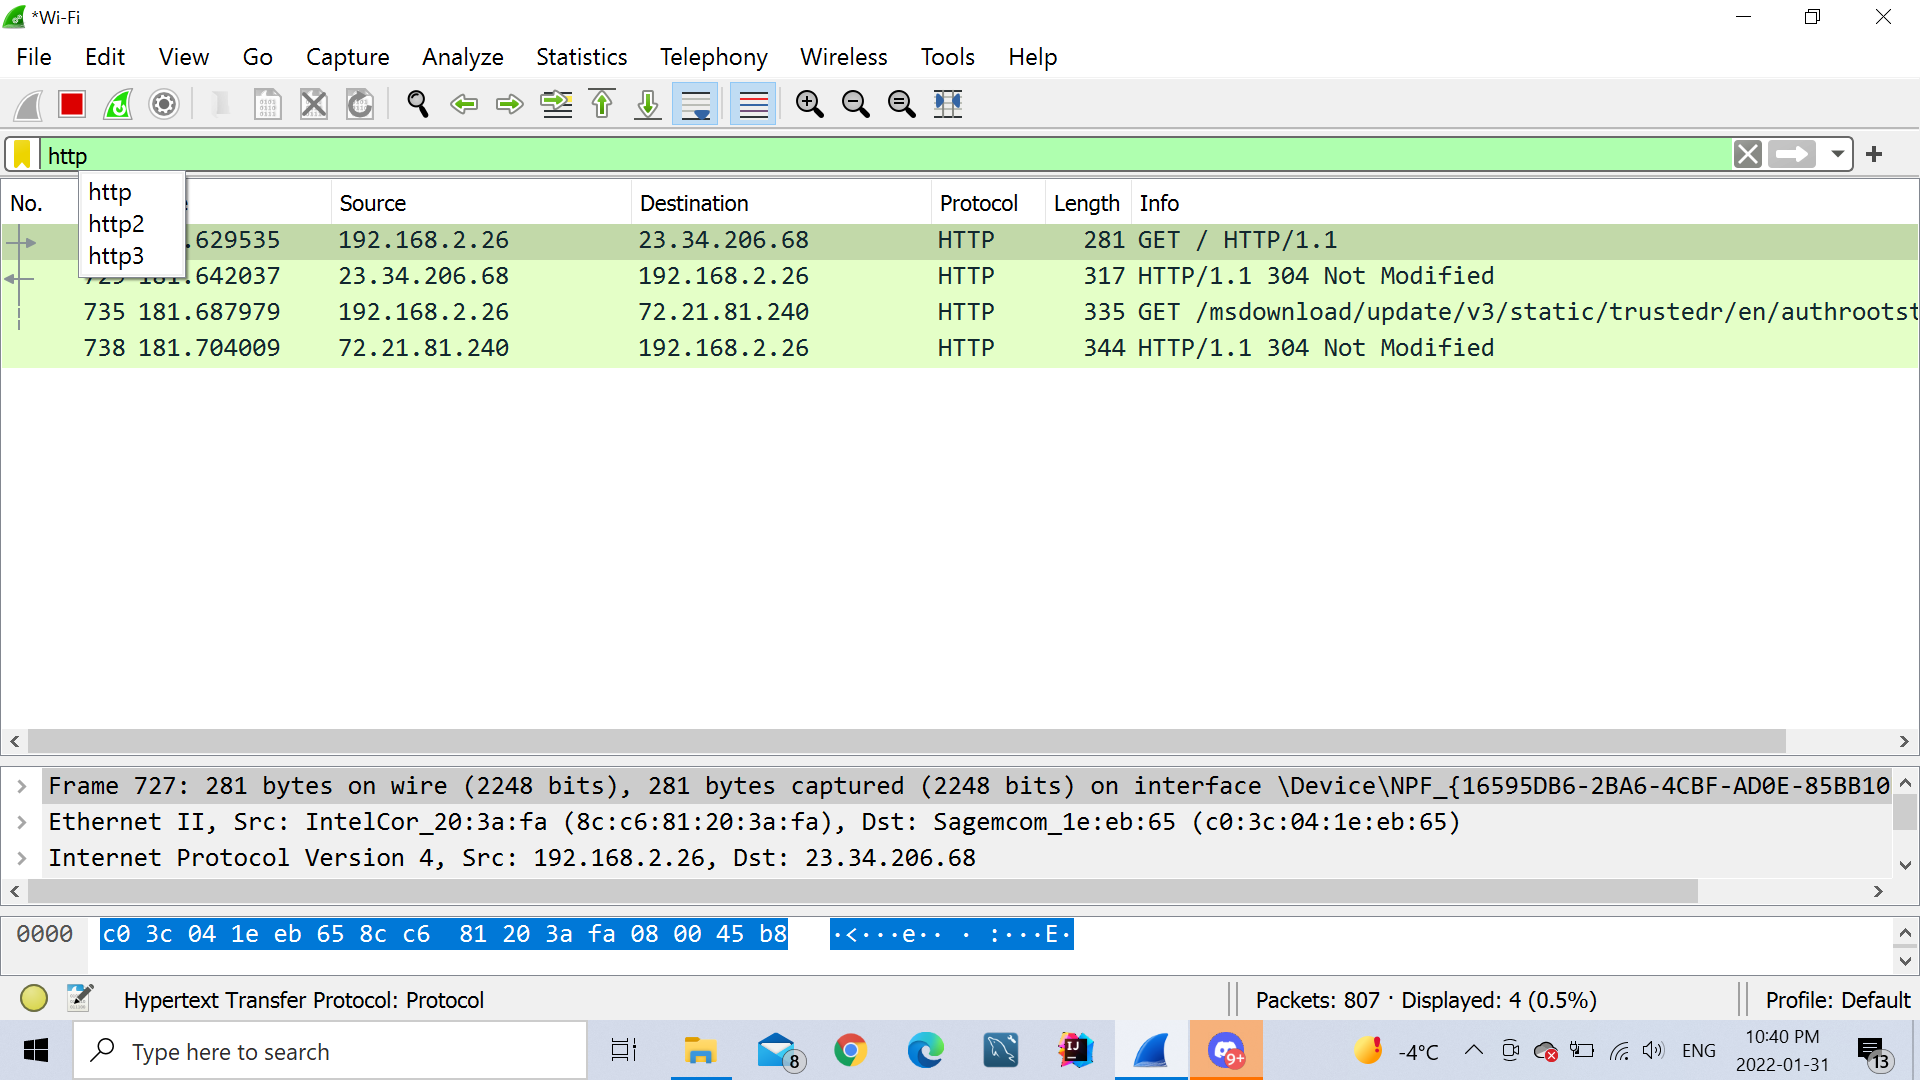 *Wi-Fi
File Edit View Go Capture Analyze Statistics Telephony Wireless Tools Help
http
http
http2
http3
No. Source Destination Protocol Length Info
.629535 192.168.2.26 23.34.206.68 HTTP 281 GET / HTTP/1.1
729 181.642037 23.34.206.68 192.168.2.26 HTTP 317 HTTP/1.1 304 Not Modified
735 181.687979 192.168.2.26 72.21.81.240 HTTP 335 GET /msdownload/update/v3/static/trustedr/en/authrootst
738 181.704009 72.21.81.240 192.168.2.26 HTTP 344 HTTP/1.1 304 Not Modified
Frame 727: 281 bytes on wire (2248 bits), 281 bytes captured (2248 bits) on interface \Device\NPF_{16595DB6-2BA6-4CBF-AD0E-85BB10
Ethernet II, Src: IntelCor_20:3a:fa (8c:c6:81:20:3a:fa), Dst: Sagemcom_1e:eb:65 (c0:3c:04:1e:eb:65)
Internet Protocol Version 4, Src: 192.168.2.26, Dst: 23.34.206.68
0000 c0 3c 04 1e eb 65 8c c6 81 20 3a fa 08 00 45 b8 ·<···e·· · :···E·
Hypertext Transfer Protocol: Protocol Packets: 807 · Displayed: 4 (0.5%) Profile: Default
Type here to search 8 IJ 9+ -4°C ENG 10:40 PM
2022-01-31 13